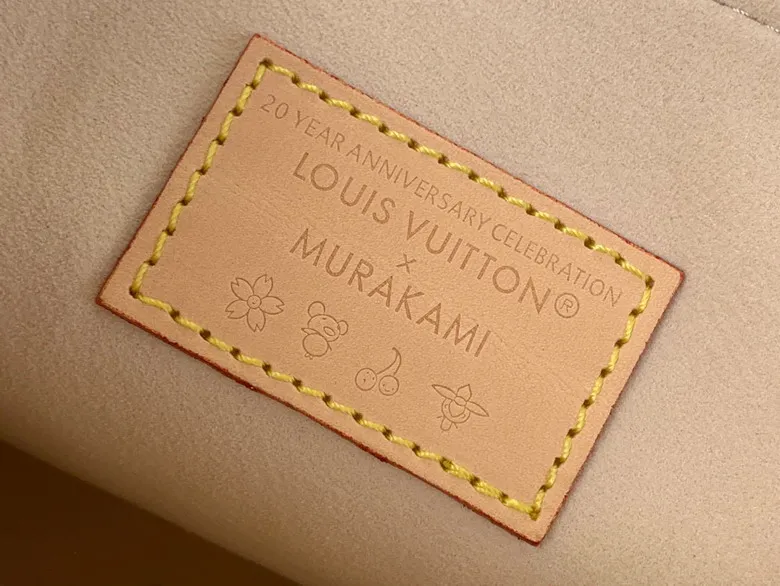 20 YEAR ANNIVERSARY CELEBRATION
LOUIS VUITTON®
×
MURAKAMI